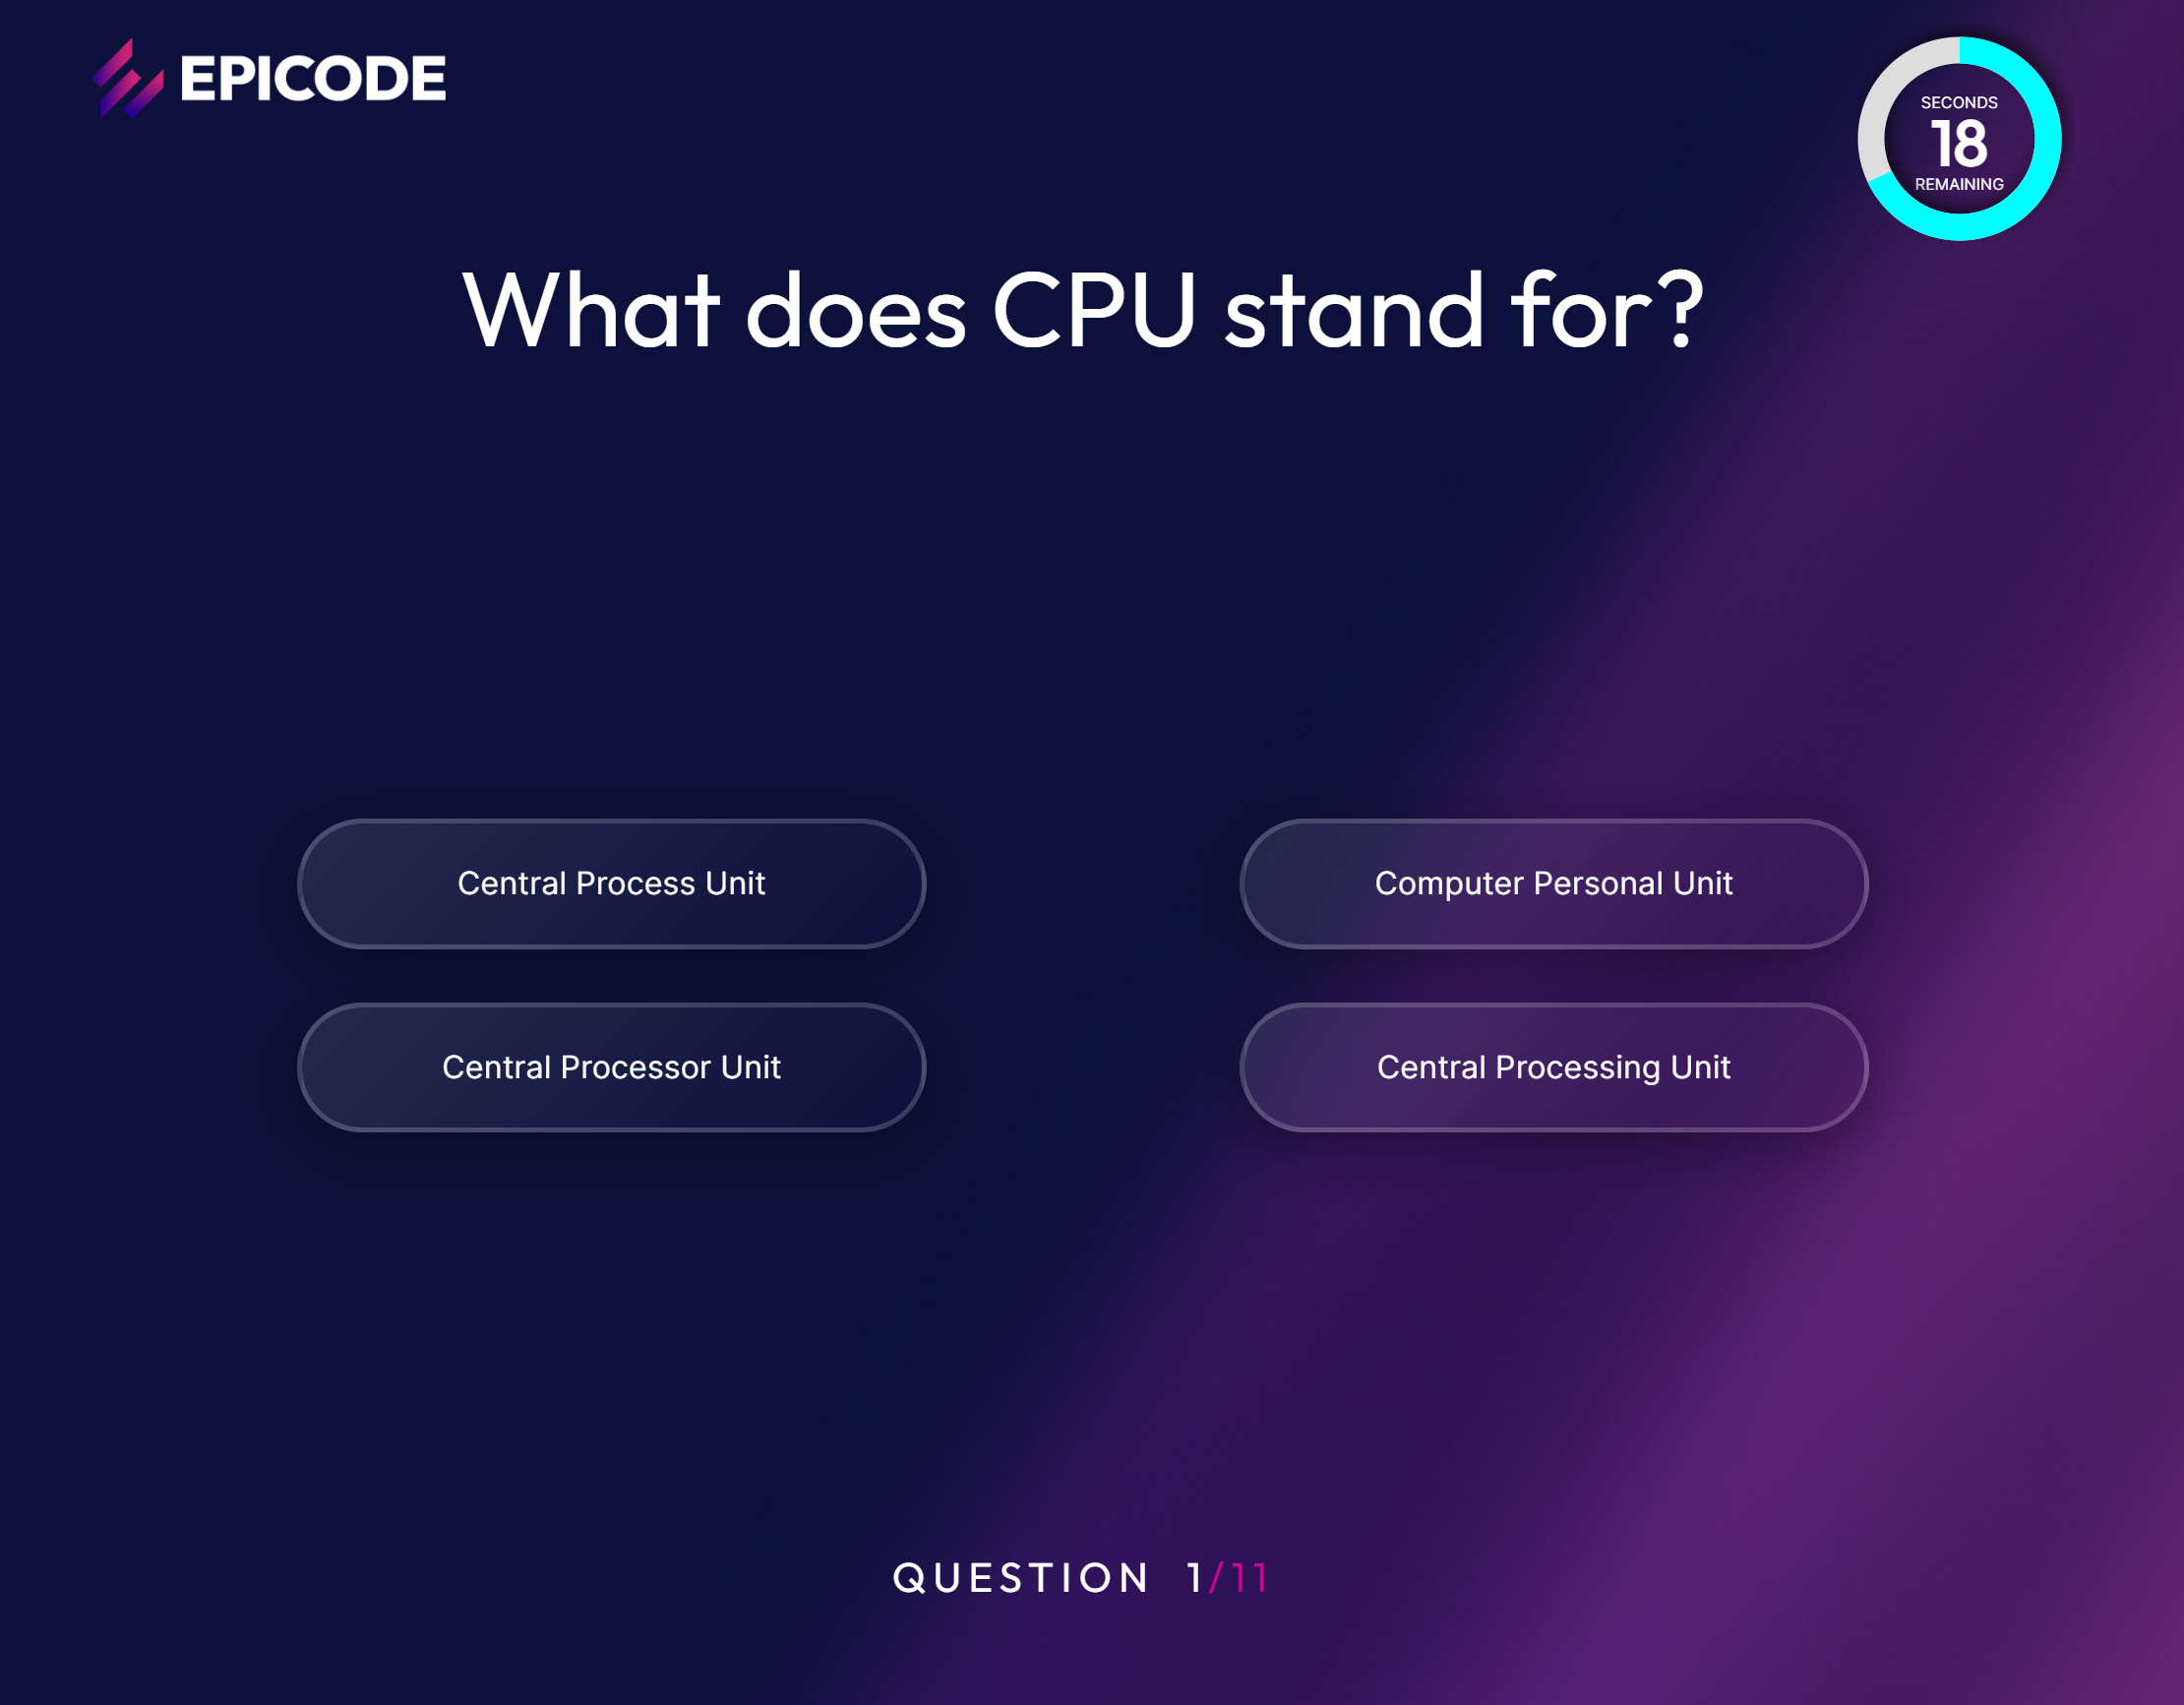 EPICODE
SECONDS
18
REMAINING
What does CPU stand for?
Central Process Unit
Computer Personal Unit
Central Processor Unit
Central Processing Unit
QUESTION 1/11